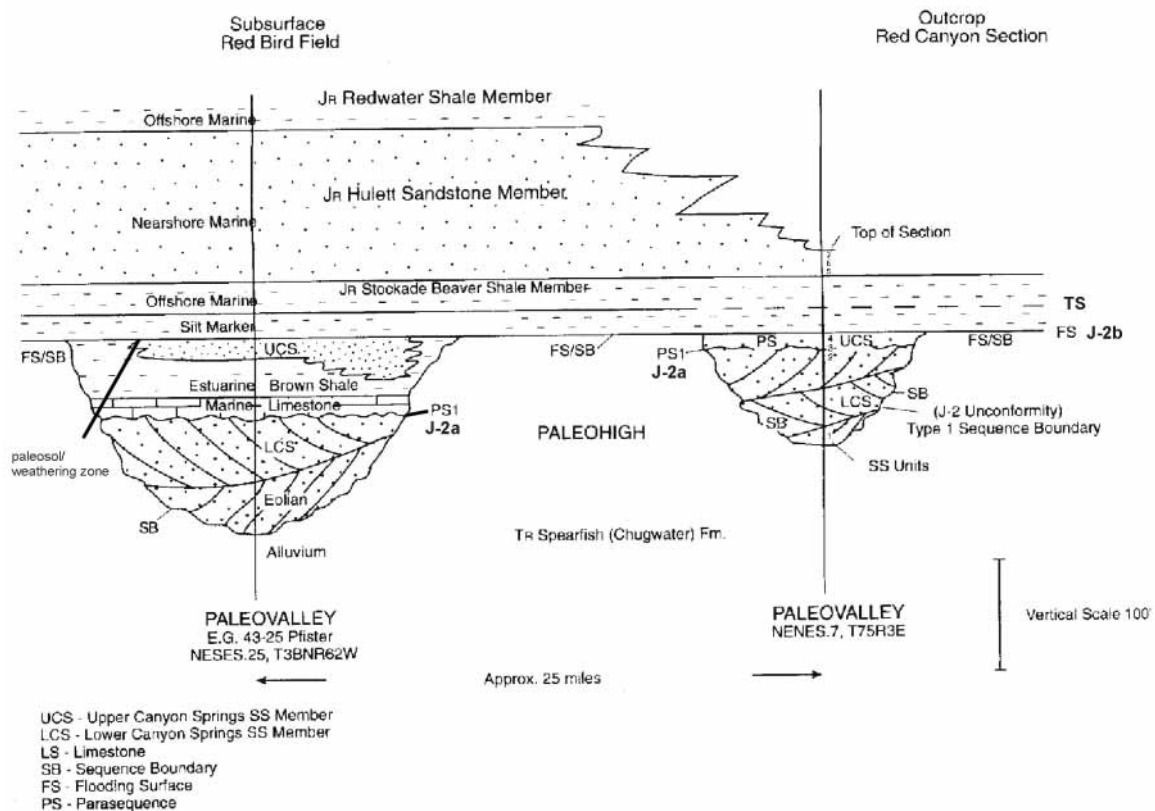 Subsurface
Red Bird Field
Outcrop
Red Canyon Section
JR Redwater Shale Member
Offshore Marine
JR Hulett Sandstone Member
Nearshore Marine
Top of Section
JR Stockade Beaver Shale Member
Offshore Marine
TS
Silt Marker
FS J-2b
FS/SB
UCS
FS/SB
PS1
J-2a
PS
UCS
FS/SB
Estuarine Brown Shale
Marine Limestone
PS1
J-2a
SB
LCS
(J-2 Unconformity)
Type 1 Sequence Boundary
SB
PALEOHIGH
paleosol/
weathering zone
LCS
SS Units
Eolian
SB
TR Spearfish (Chugwater) Fm.
Alluvium
PALEOVALLEY
E.G. 43-25 Pfister
NESES.25, T3BNR62W
PALEOVALLEY
NENES.7, T75R3E
Vertical Scale 100'
Approx. 25 miles
UCS - Upper Canyon Springs SS Member
LCS - Lower Canyon Springs SS Member
LS - Limestone
SB - Sequence Boundary
FS - Flooding Surface
PS - Parasequence